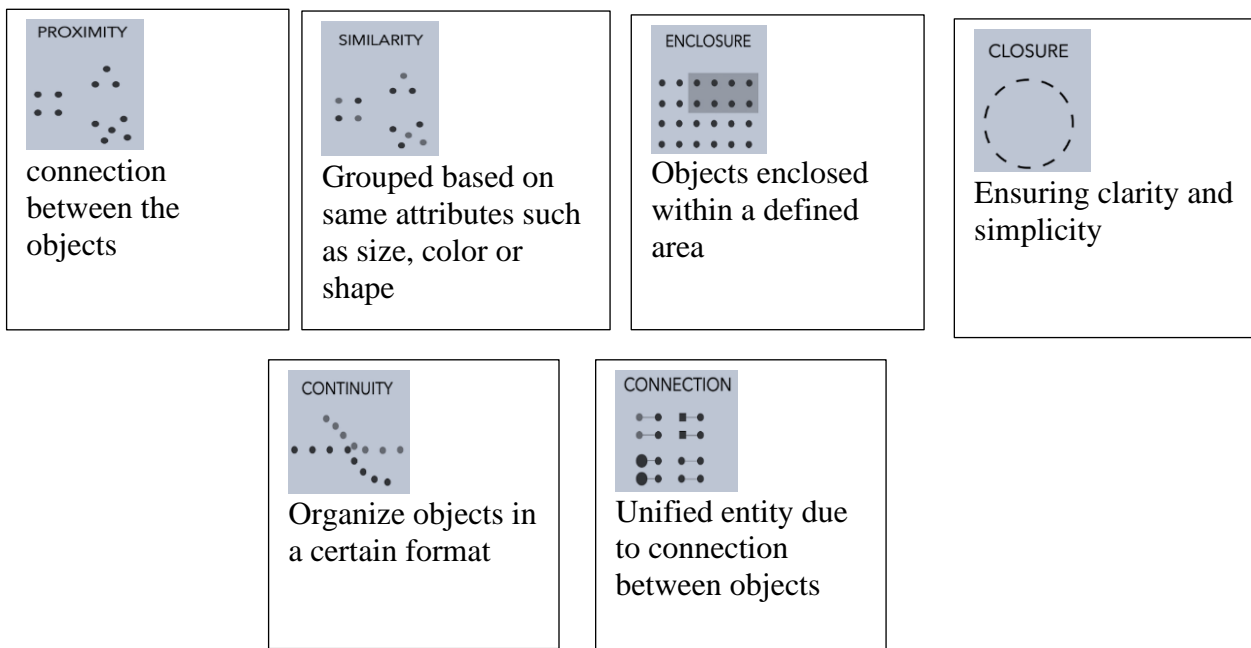 PROXIMITY
connection
between the
objects
SIMILARITY
Grouped based on
same attributes such
as size, color or
shape
ENCLOSURE
Objects enclosed
within a defined
area
CLOSURE
Ensuring clarity and
simplicity
CONTINUITY
Organize objects in
a certain format
CONNECTION
Unified entity due
to connection
between objects